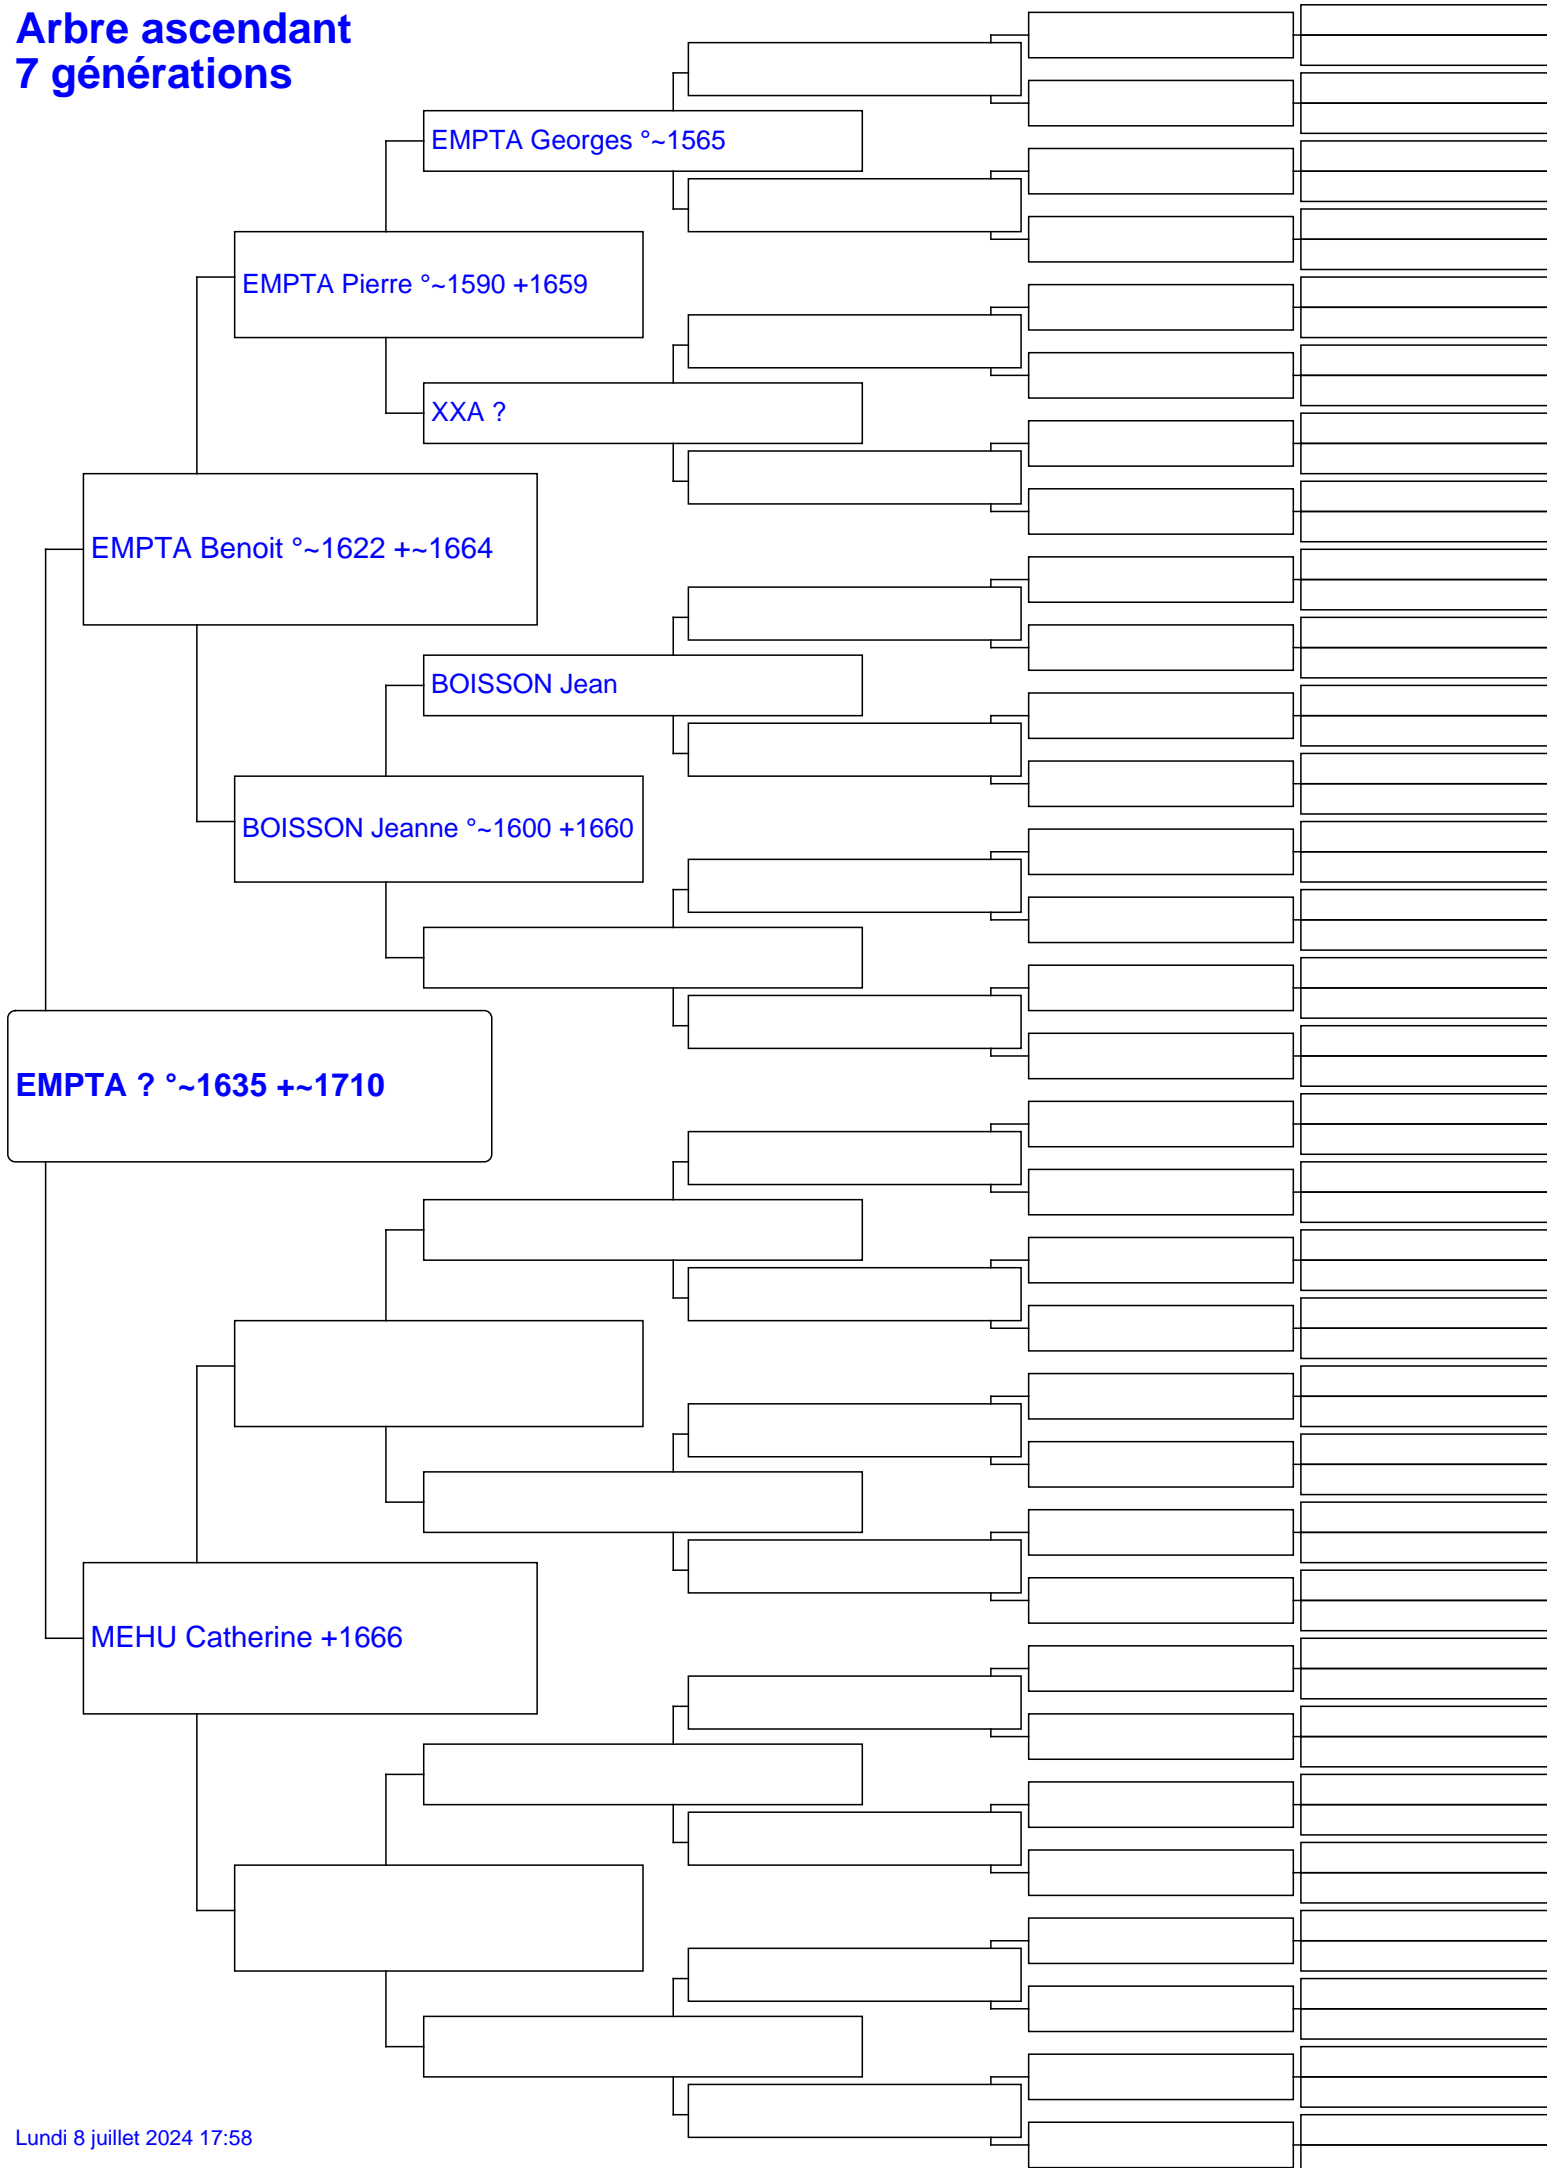 Arbre ascendant
7 générations
EMPTA Georges °~1565
EMPTA Pierre °~1590 +1659
XXA ?
EMPTA Benoit °~1622 +~1664
BOISSON Jean
BOISSON Jeanne °~1600 +1660
EMPTA ? °~1635 +~1710
MEHU Catherine +1666
Lundi 8 juillet 2024 17:58